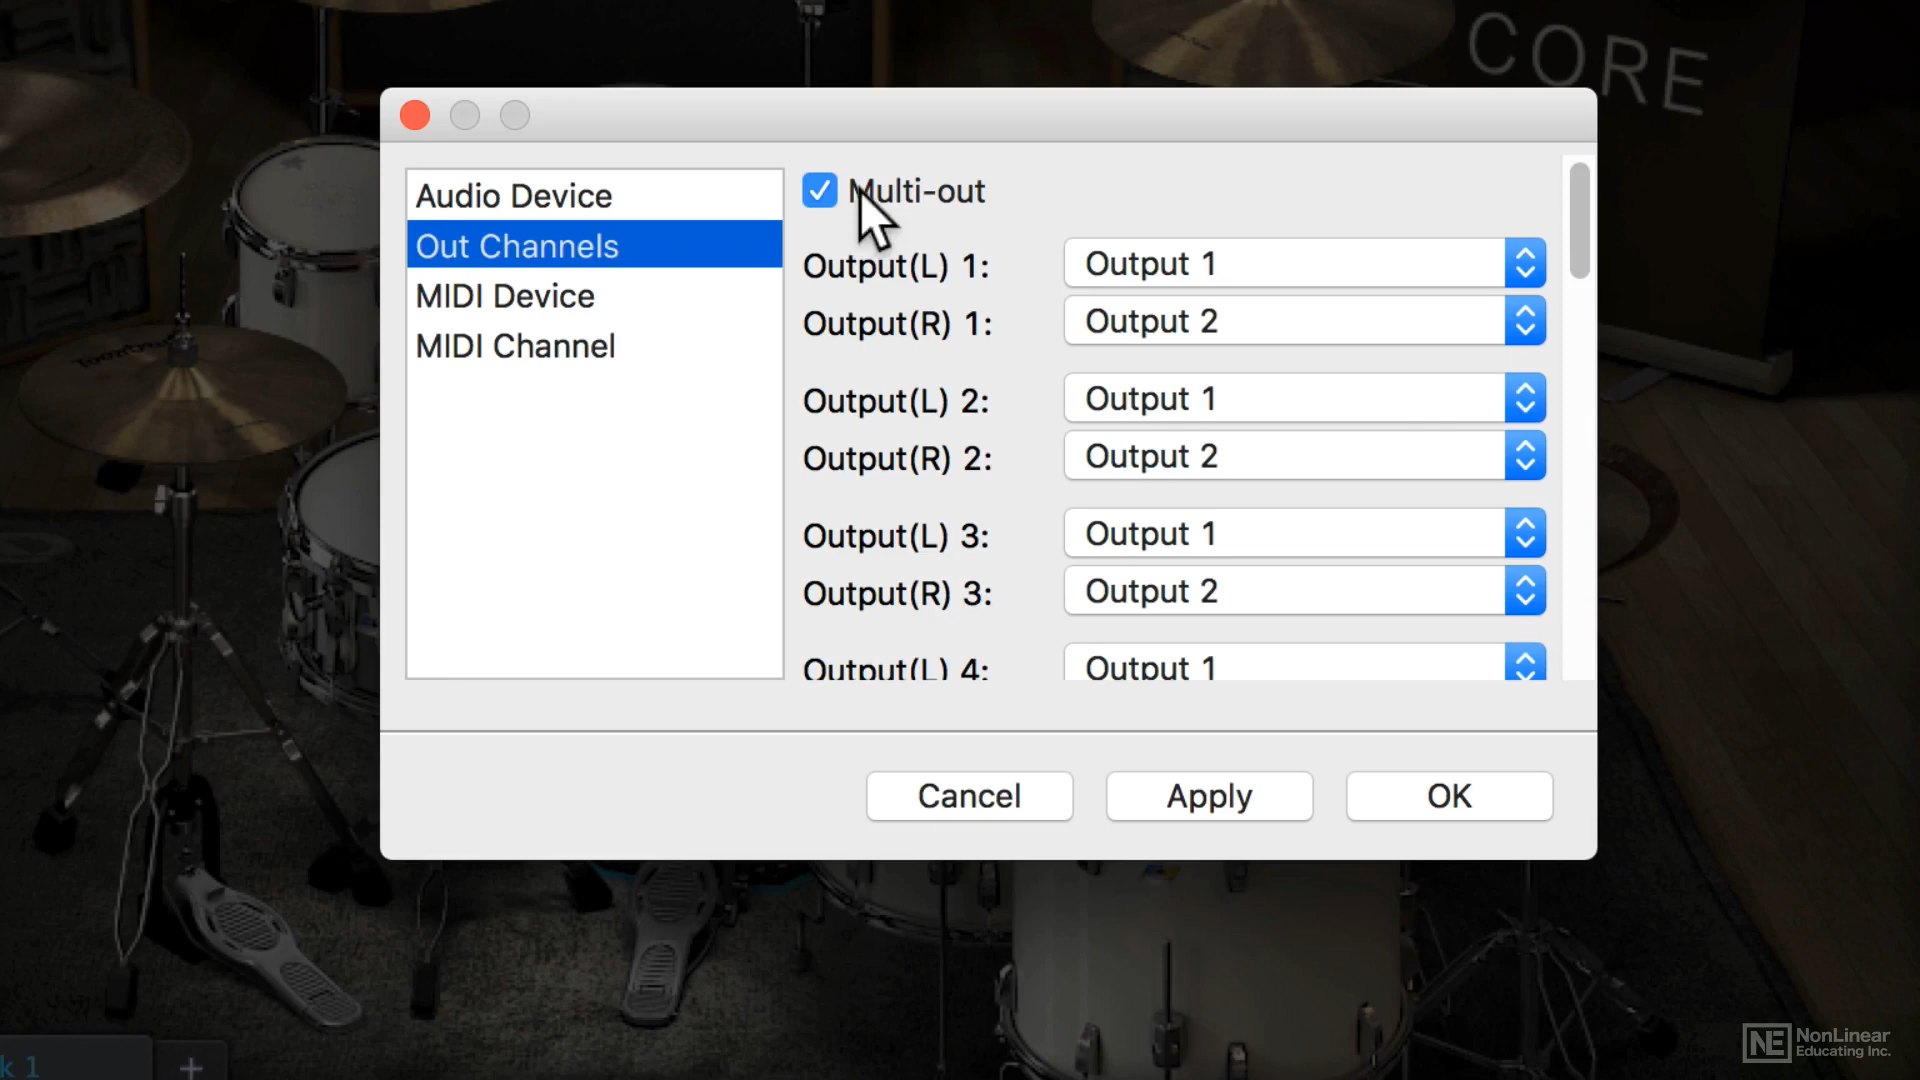 CORE
Audio Device
Out Channels
MIDI Device
MIDI Channel
Multi-out
Output(L) 1: Output 1
Output(R) 1: Output 2
Output(L) 2: Output 1
Output(R) 2: Output 2
Output(L) 3: Output 1
Output(R) 3: Output 2
Output(L) 4: Output 1
Cancel Apply OK
k 1 +
NE NonLinear
Educating Inc.